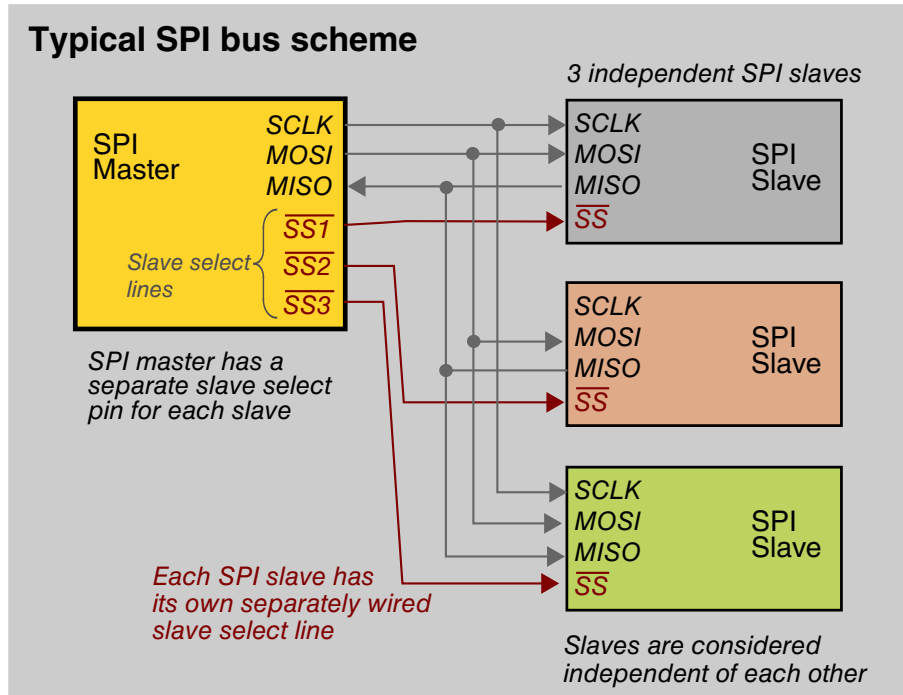 Typical SPI bus scheme
3 independent SPI slaves
SPI
Master
SCLK
MOSI
MISO
SS1
SS2
SS3
Slave select
lines
SPI master has a
separate slave select
pin for each slave
SCLK
MOSI
MISO
SS
SPI
Slave
SCLK
MOSI
MISO
SS
SPI
Slave
SCLK
MOSI
MISO
SS
SPI
Slave
Each SPI slave has
its own separately wired
slave select line
Slaves are considered
independent of each other